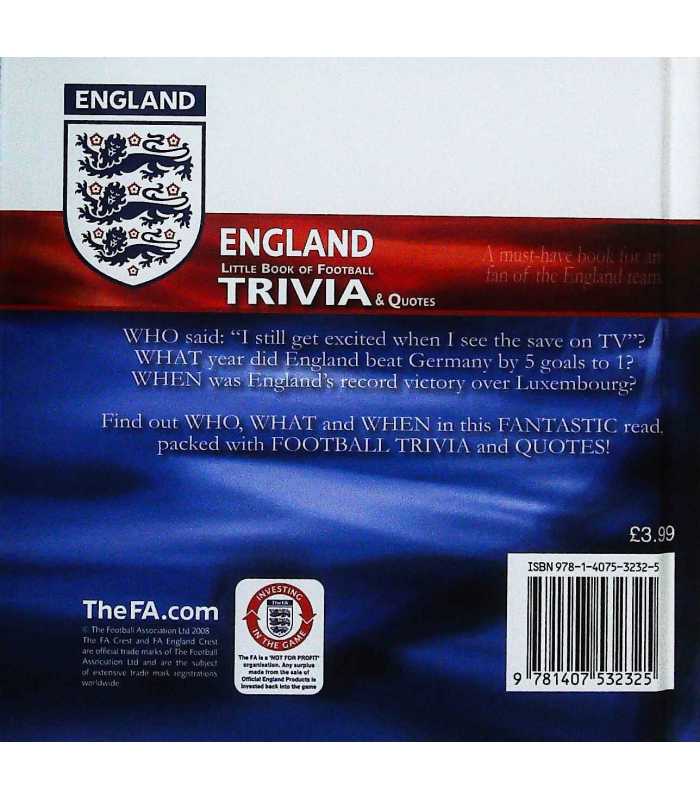 ENGLAND
ENGLAND
LITTLE BOOK OF FOOTBALL
TRIVIA & QUOTES
A must-have book for an
fan of the England team
WHO said: “I still get excited when I see the save on TV”?
WHAT year did England beat Germany by 5 goals to 1?
WHEN was England’s record victory over Luxembourg?
Find out WHO, WHAT and WHEN in this FANTASTIC read,
packed with FOOTBALL TRIVIA and QUOTES!
£3.99
ISBN 978-1-4075-3232-5
9 781407 532325
TheFA.com
© The Football Association Ltd 2008
The FA Crest and FA England Crest
are official trade marks of The Football
Association Ltd and are the subject
of extensive trade mark registrations
worldwide.
INVESTING
The FA
IN THE GAME
The FA is a 'NOT FOR PROFIT'
organisation. Any surplus
made from the sale of
Official England Products is
invested back into the game